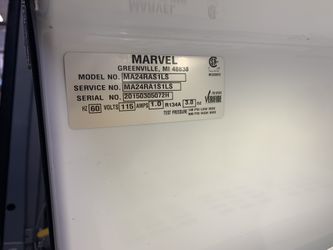 MARVEL
GREENVILLE, MI 48838
MODEL NO. MA24RAS1LS
SERVICE NO. MA24RA1S1LS
SERIAL NO. 20150305072H
HZ 60 VOLTS 115 AMPS 1.0 R134A 3.0 oz
TEST PRESSURE